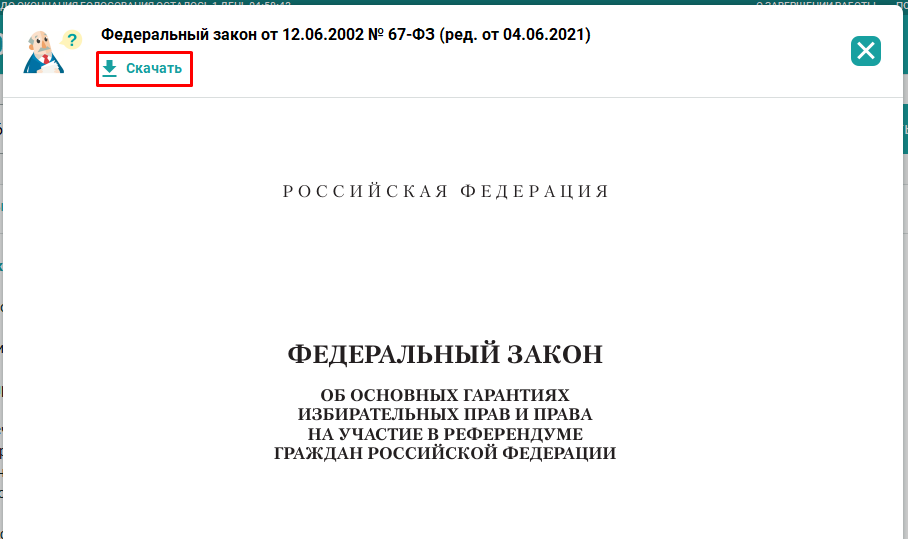 Федеральный закон от 12.06.2002 № 67-ФЗ (ред. от 04.06.2021)
?
Скачать
РОССИЙСКАЯ ФЕДЕРАЦИЯ
ФЕДЕРАЛЬНЫЙ ЗАКОН
ОБ ОСНОВНЫХ ГАРАНТИЯХ
ИЗБИРАТЕЛЬНЫХ ПРАВ И ПРАВА
НА УЧАСТИЕ В РЕФЕРЕНДУМЕ
ГРАЖДАН РОССИЙСКОЙ ФЕДЕРАЦИИ